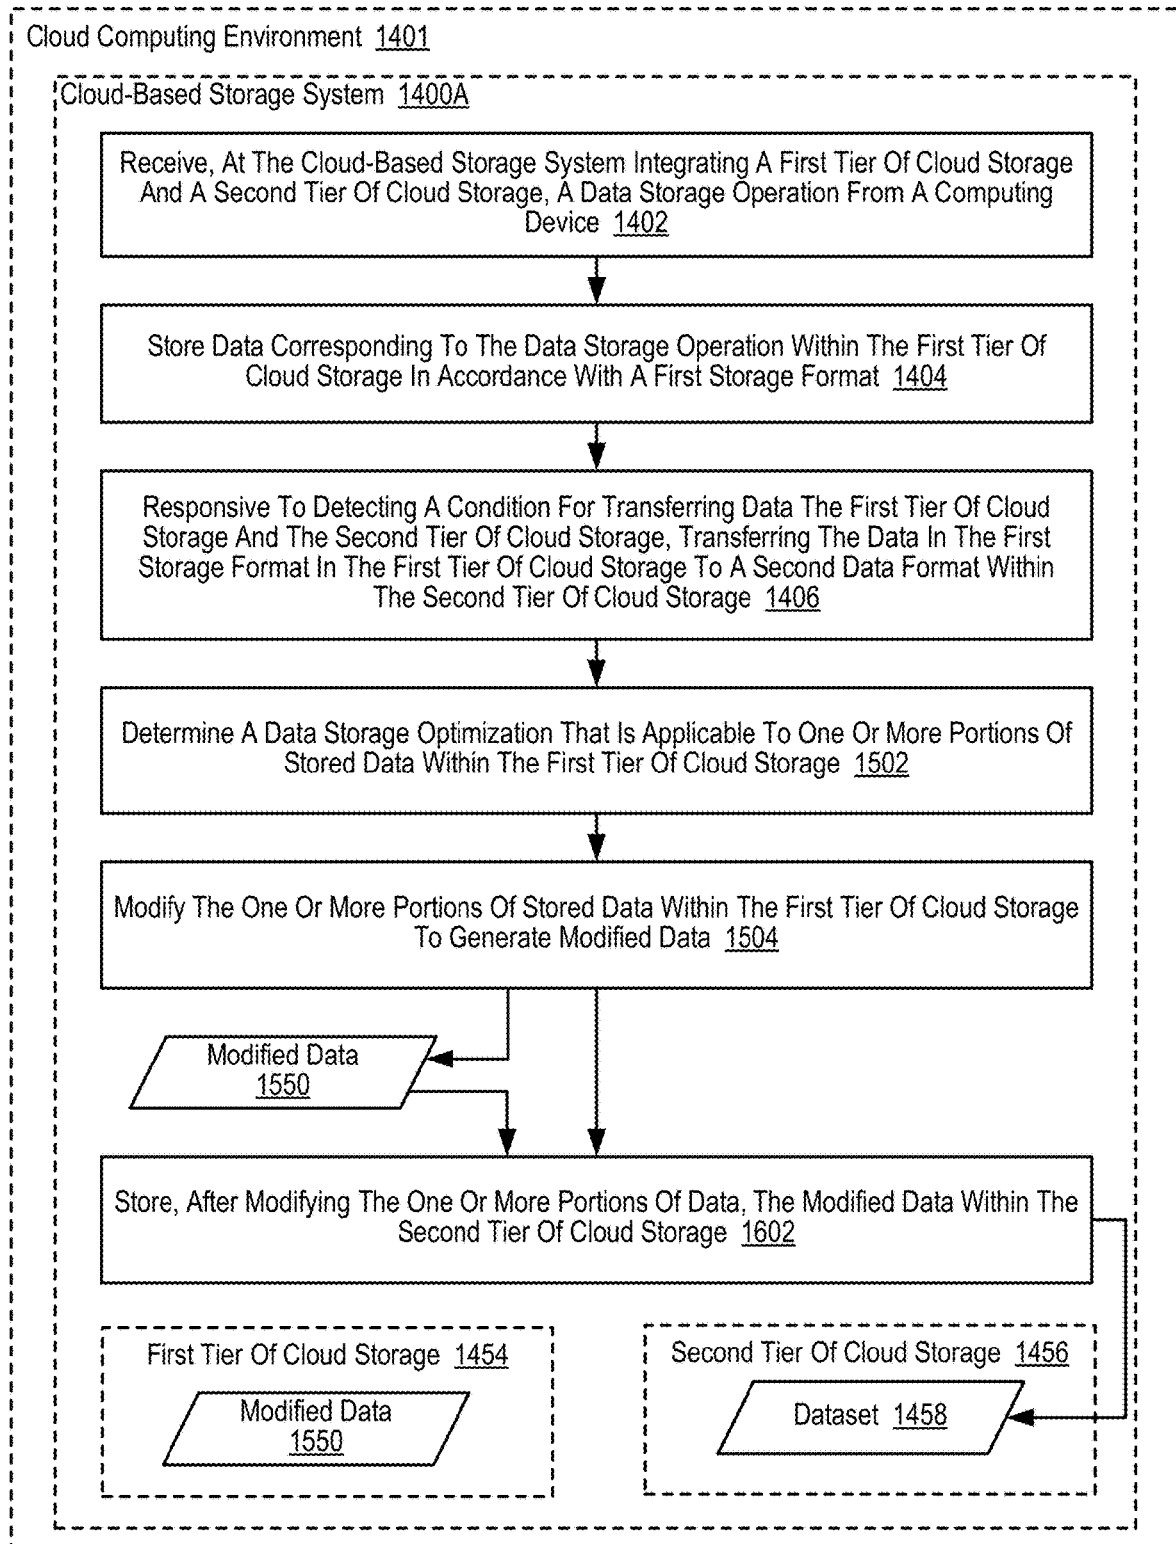 Cloud Computing Environment 1401
Cloud-Based Storage System 1400A
Receive, At The Cloud-Based Storage System Integrating A First Tier Of Cloud Storage
And A Second Tier Of Cloud Storage, A Data Storage Operation From A Computing
Device 1402
Store Data Corresponding To The Data Storage Operation Within The First Tier Of
Cloud Storage In Accordance With A First Storage Format 1404
Responsive To Detecting A Condition For Transferring Data The First Tier Of Cloud
Storage And The Second Tier Of Cloud Storage, Transferring The Data In The First
Storage Format In The First Tier Of Cloud Storage To A Second Data Format Within
The Second Tier Of Cloud Storage 1406
Determine A Data Storage Optimization That Is Applicable To One Or More Portions Of
Stored Data Within The First Tier Of Cloud Storage 1502
Modify The One Or More Portions Of Stored Data Within The First Tier Of Cloud Storage
To Generate Modified Data 1504
Modified Data
1550
Store, After Modifying The One Or More Portions Of Data, The Modified Data Within The
Second Tier Of Cloud Storage 1602
First Tier Of Cloud Storage 1454
Modified Data
1550
Second Tier Of Cloud Storage 1456
Dataset 1458